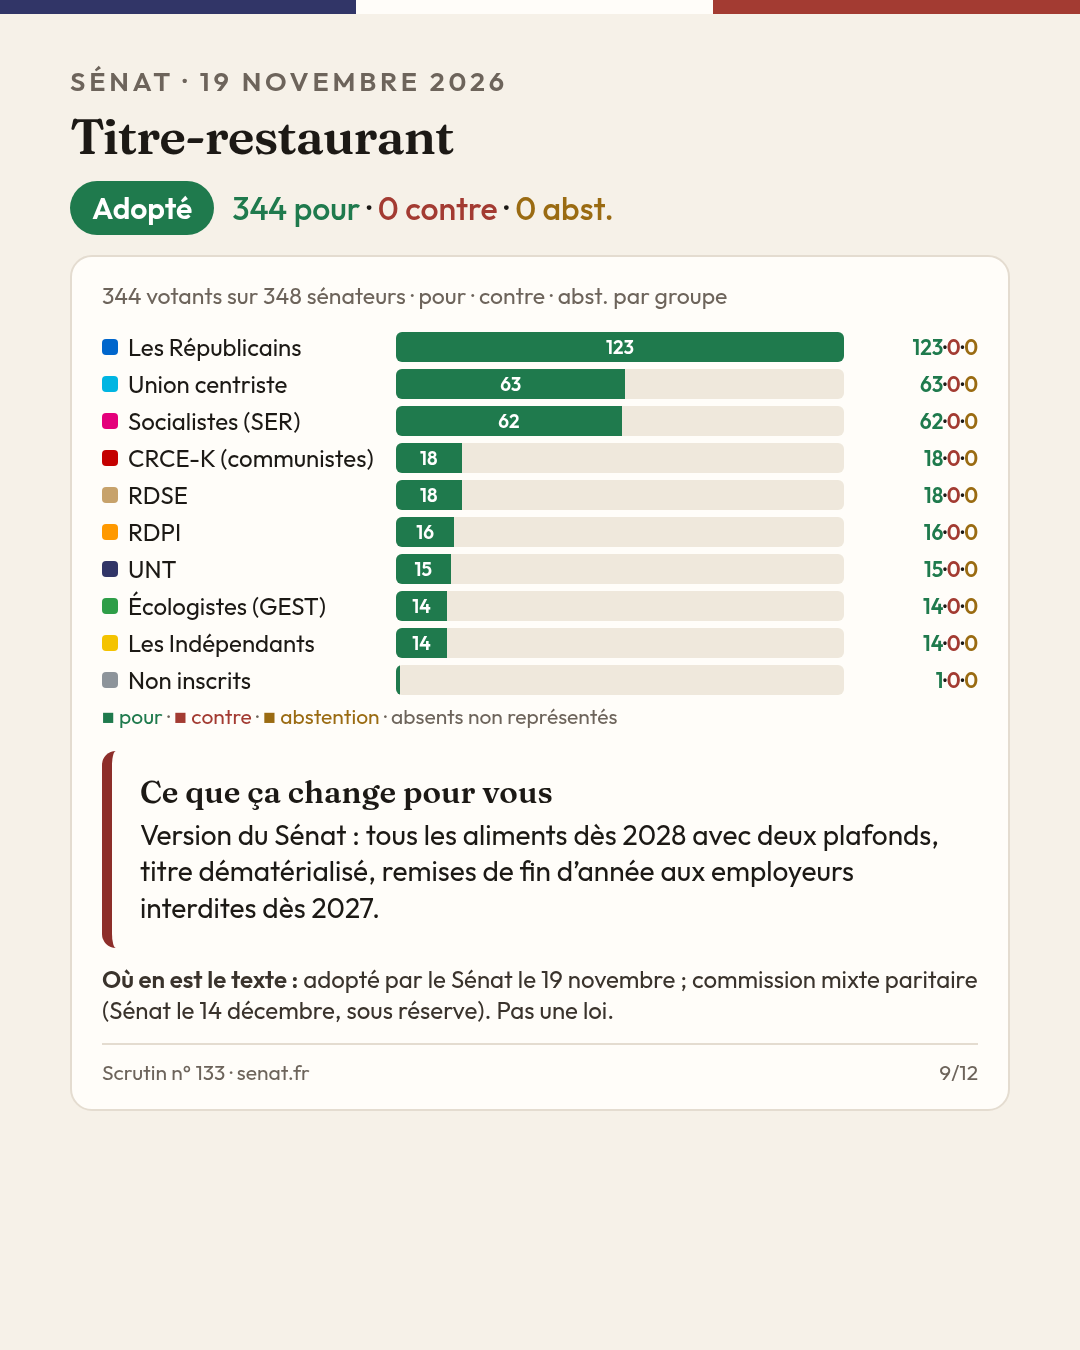 SÉNAT · 19 NOVEMBRE 2026
Titre-restaurant
Adopté 344 pour · 0 contre · 0 abst.
344 votants sur 348 sénateurs · pour · contre · abst. par groupe
Les Républicains 123 123·0·0
Union centriste 63 63·0·0
Socialistes (SER) 62 62·0·0
CRCE-K (communistes) 18 18·0·0
RDSE 18 18·0·0
RDPI 16 16·0·0
UNT 15 15·0·0
Écologistes (GEST) 14 14·0·0
Les Indépendants 14 14·0·0
Non inscrits 1·0·0
■ pour · ■ contre · ■ abstention · absents non représentés
Ce que ça change pour vous
Version du Sénat : tous les aliments dès 2028 avec deux plafonds,
titre dématérialisé, remises de fin d’année aux employeurs
interdites dès 2027.
Où en est le texte : adopté par le Sénat le 19 novembre ; commission mixte paritaire
(Sénat le 14 décembre, sous réserve). Pas une loi.
Scrutin n° 133 · senat.fr 9/12